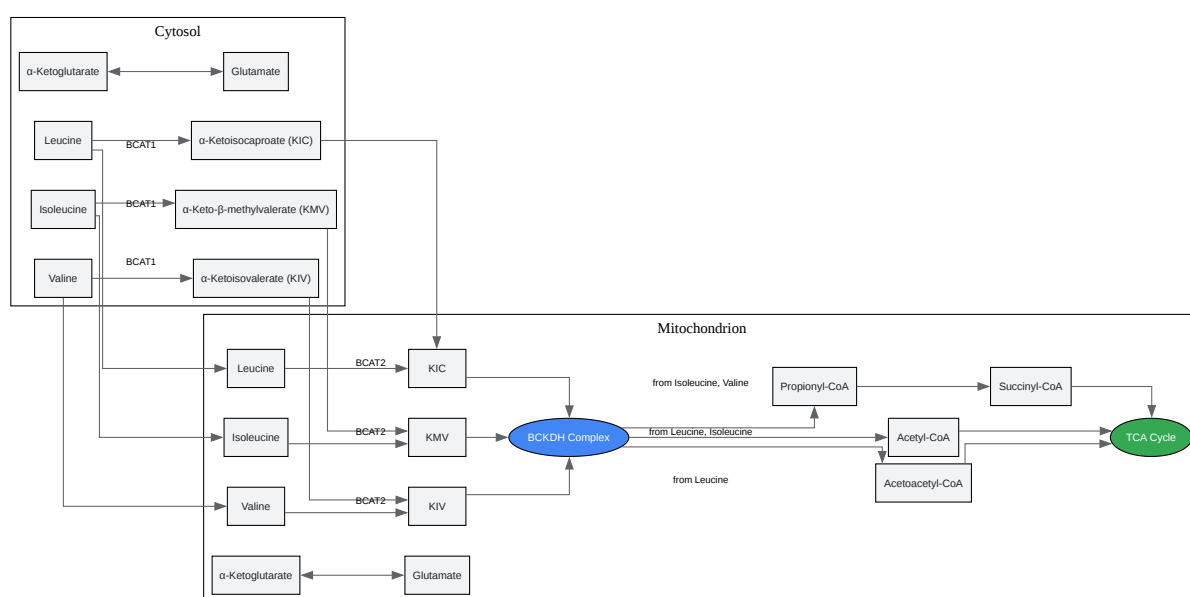 Cytosol
α-Ketoglutarate
Glutamate
Leucine
BCAT1
α-Ketoisocaproate (KIC)
Isoleucine
BCAT1
α-Keto-β-methylvalerate (KMV)
Valine
BCAT1
α-Ketoisovalerate (KIV)
Mitochondrion
Leucine
BCAT2
KIC
Isoleucine
BCAT2
KMV
Valine
BCAT2
KIV
α-Ketoglutarate
Glutamate
BCKDH Complex
from Isoleucine, Valine
Propionyl-CoA
Succinyl-CoA
from Leucine, Isoleucine
Acetyl-CoA
from Leucine
Acetoacetyl-CoA
TCA Cycle